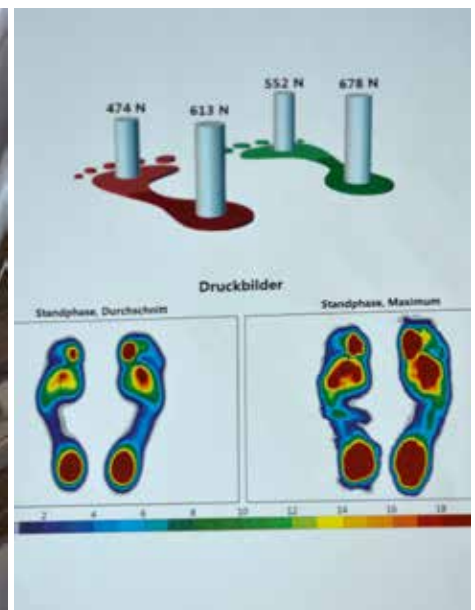 552 N 678 N
474 N 613 N
Druckbilder
Standphase, Durchschnitt Standphase, Maximum
2 4 6 8 10 12 14 16 18